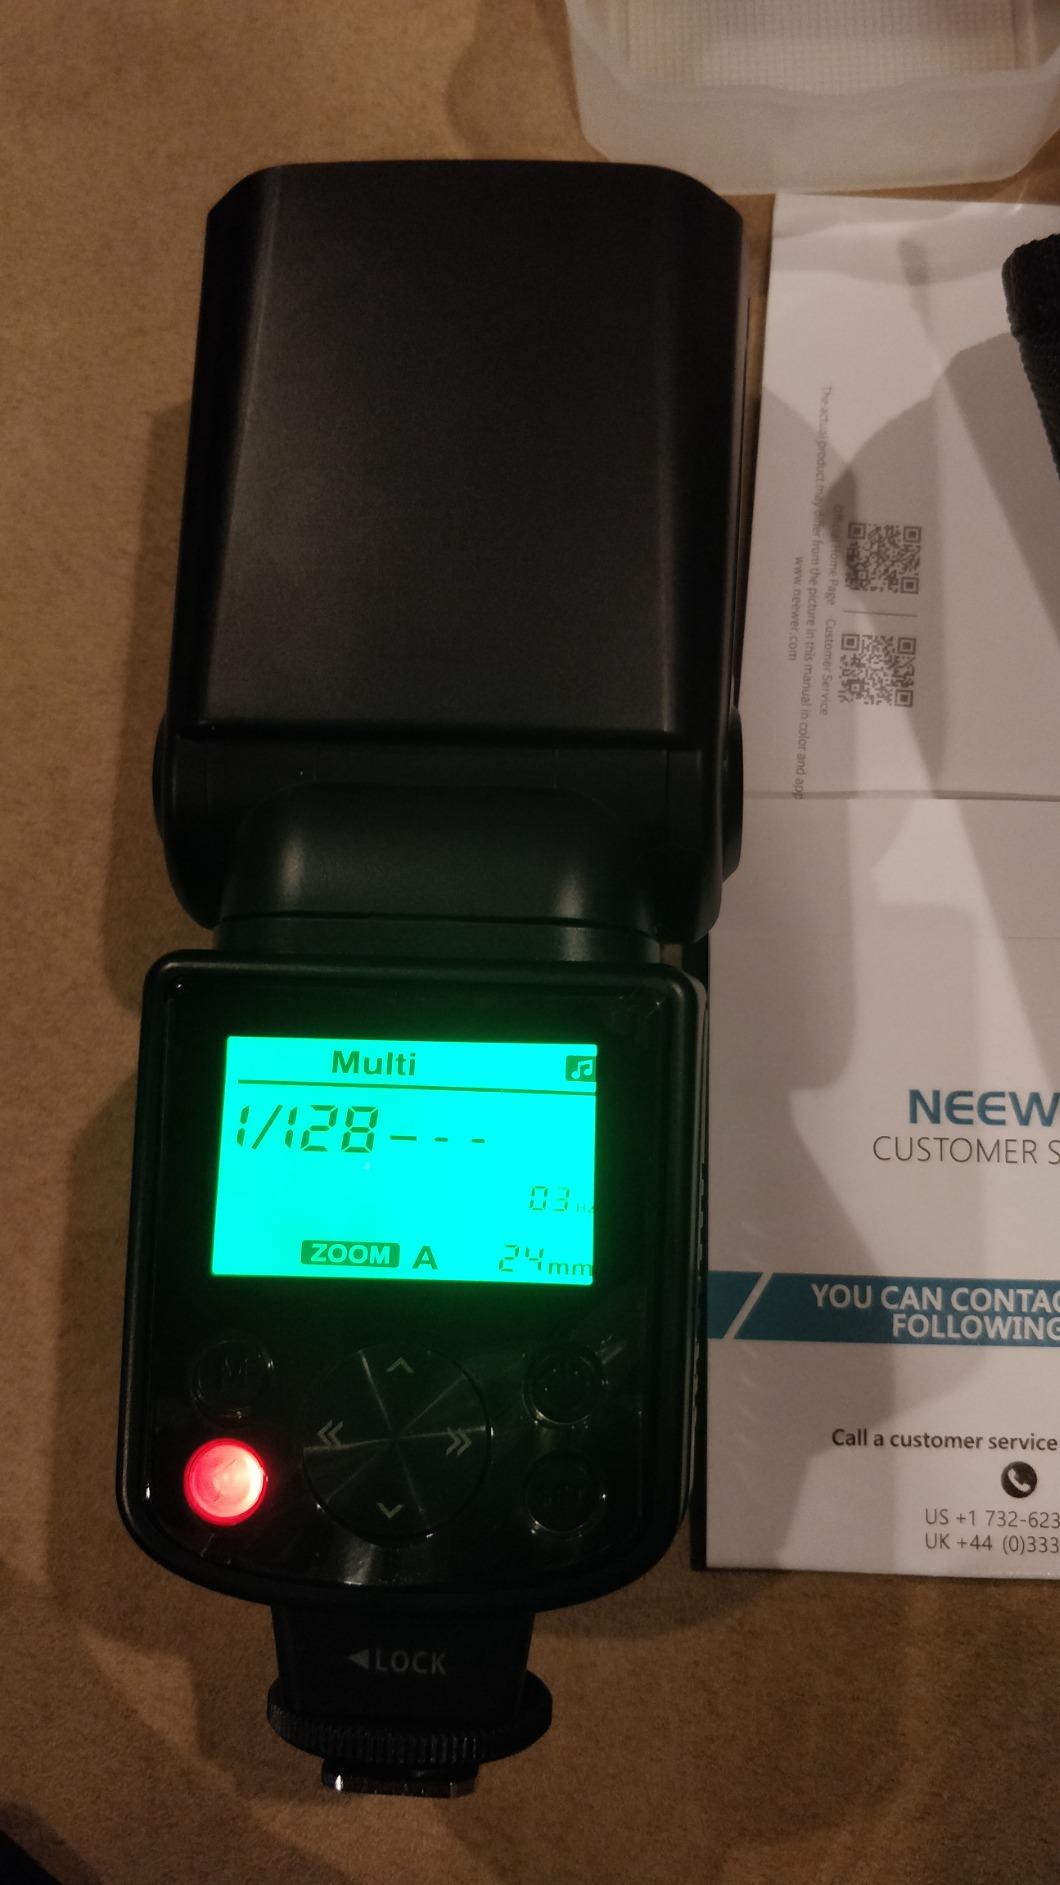 Multi
1/128---
03 Hz
ZOOM A 24mm
M
LOCK
The actual product may differ from the picture in this manual in color and app
Official Home Page Customer Service
www.neewer.com
NEEW
CUSTOMER S
YOU CAN CONTAC
FOLLOWING
Call a customer service
US +1 732-623
UK +44 (0)333